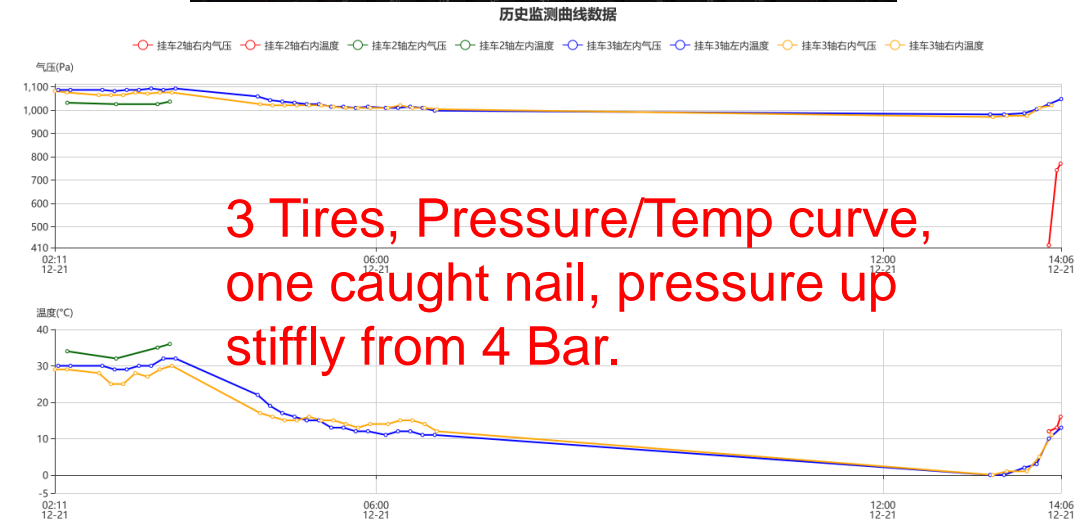 历史监测曲线数据
挂车2轴右内气压 挂车2轴右内温度 挂车2轴左内气压 挂车2轴左内温度 挂车3轴左内气压 挂车3轴左内温度 挂车3轴右内气压 挂车3轴右内温度
气压(Pa)
1,100
1,000
900
800
700
600
500
410
02:11 06:00 12:00 14:06
12-21 12-21 12-21 12-21
3 Tires, Pressure/Temp curve,
one caught nail, pressure up
stiffly from 4 Bar.
温度(°C)
40
30
20
10
0
-5
02:11 06:00 12:00 14:06
12-21 12-21 12-21 12-21